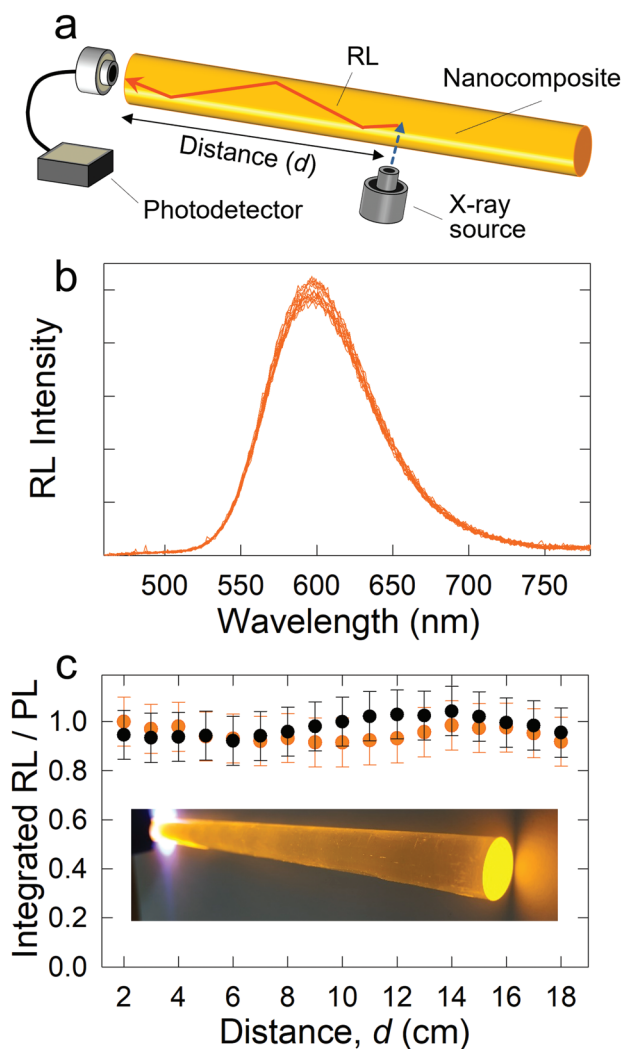 a
RL
Nanocomposite
Distance (d)
Photodetector
X-ray
source
b
RL Intensity
500 550 600 650 700 750
Wavelength (nm)
c
Integrated RL / PL
1.0
0.8
0.6
0.4
0.2
0.0
2 4 6 8 10 12 14 16 18
Distance, d (cm)